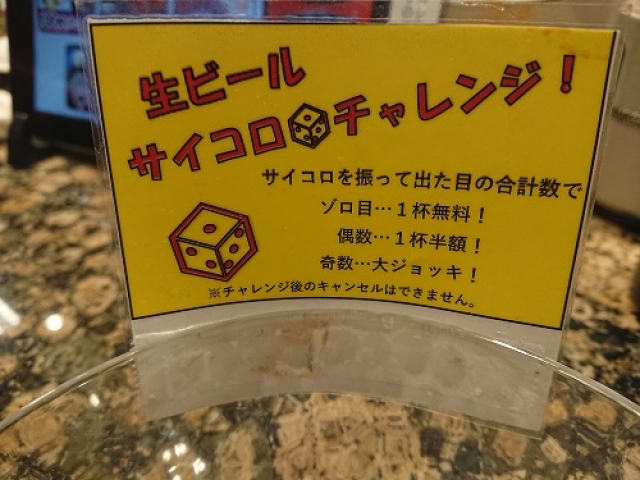 生ビール
サイコロチャレンジ！
サイコロを振って出た目の合計数で
ゾロ目…１杯無料！
偶数…１杯半額！
奇数…大ジョッキ！
※チャレンジ後のキャンセルはできません。